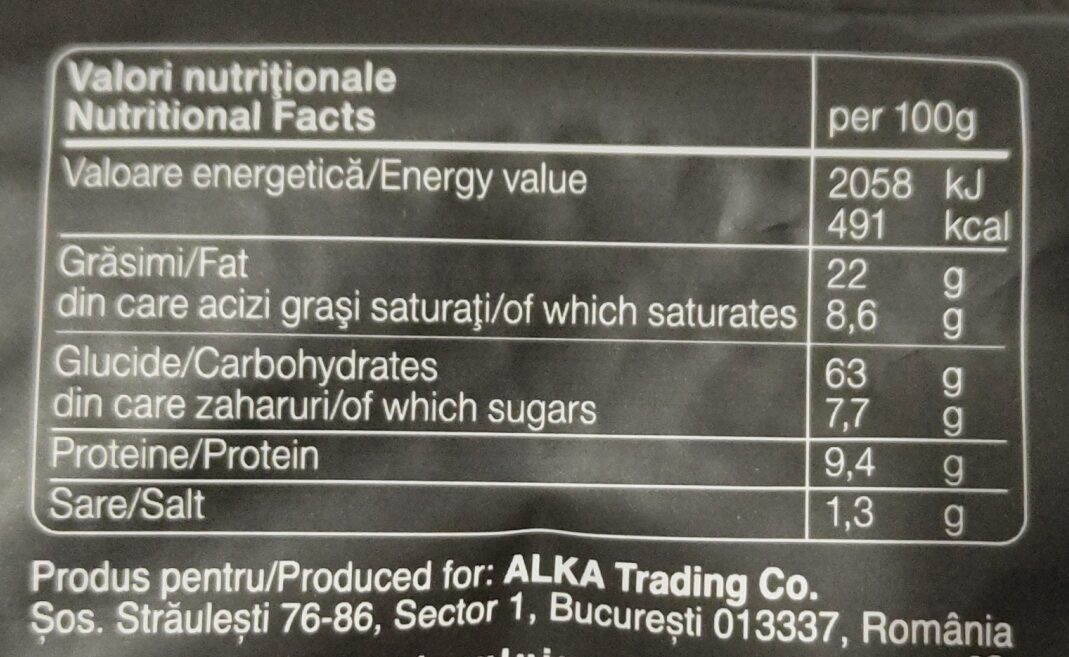 Valori nutriţionale
Nutritional Facts
per 100g
Valoare energetică/Energy value 2058 kJ
491 kcal
Grăsimi/Fat 22 g
din care acizi graşi saturaţi/of which saturates 8,6 g
Glucide/Carbohydrates 63 g
din care zaharuri/of which sugars 7,7 g
Proteine/Protein 9,4 g
Sare/Salt 1,3 g
Produs pentru/Produced for: ALKA Trading Co.
Șos. Străulești 76-86, Sector 1, București 013337, România